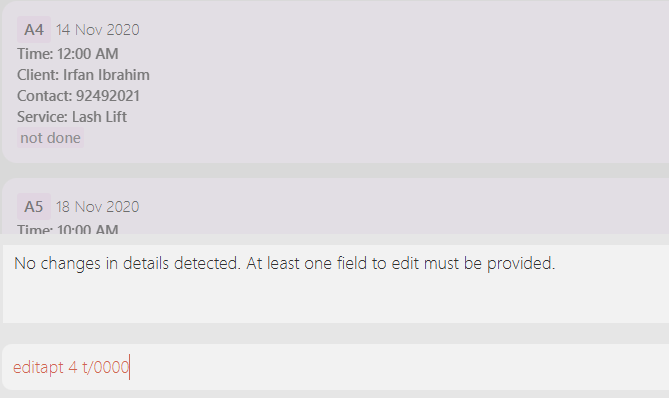 A4 14 Nov 2020
Time: 12:00 AM
Client: Irfan Ibrahim
Contact: 92492021
Service: Lash Lift
not done
A5 18 Nov 2020
Time: 10:00 AM
No changes in details detected. At least one field to edit must be provided.
editapt 4 t/0000